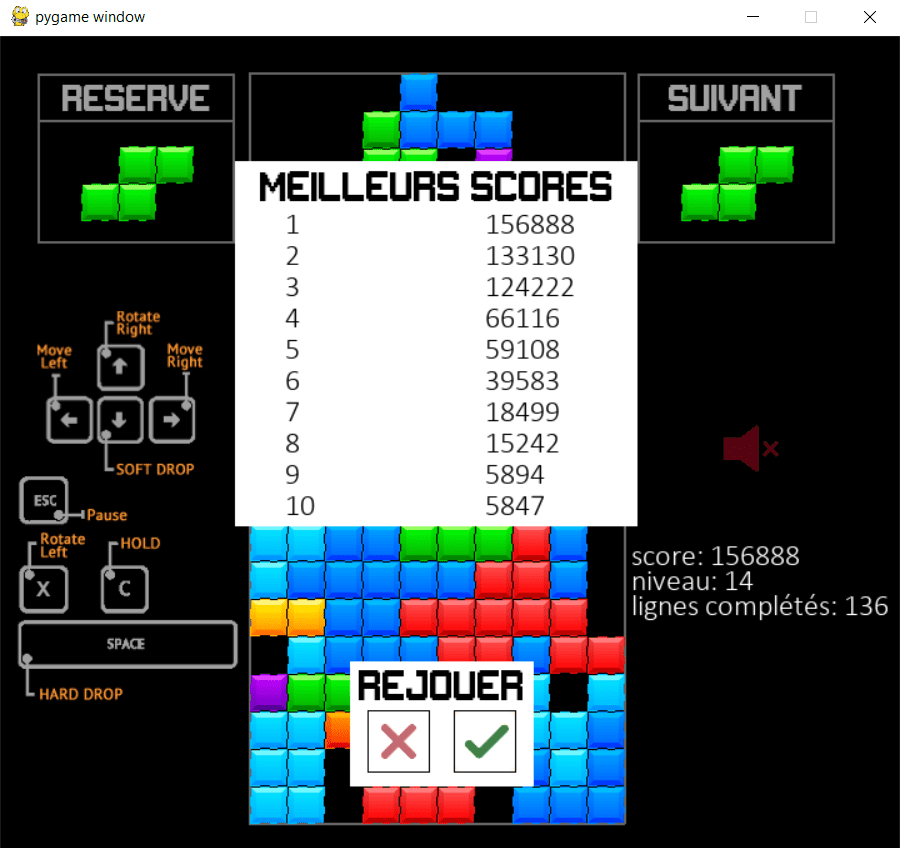 pygame window
RESERVE
SUIVANT
MEILLEURS SCORES
1 156888
2 133130
3 124222
4 66116
5 59108
6 39583
7 18499
8 15242
9 5894
10 5847
Rotate
Right
Move
Left
Move
Right
SOFT DROP
ESC
Pause
Rotate
Left
HOLD
X
C
SPACE
HARD DROP
score: 156888
niveau: 14
lignes complétés: 136
REJOUER